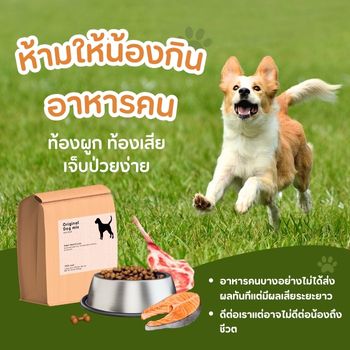 ห้ามให้น้องกิน
อาหารคน
ท้องผูก ท้องเสีย
เจ็บป่วยง่าย
Original
Dog Mix
• อาหารคนบางอย่างไม่ได้ส่ง
ผลทันทีแต่มีผลเสียระยะยาว
• ดีต่อเราแต่อาจไม่ดีต่อน้องถึง
ชีวิต